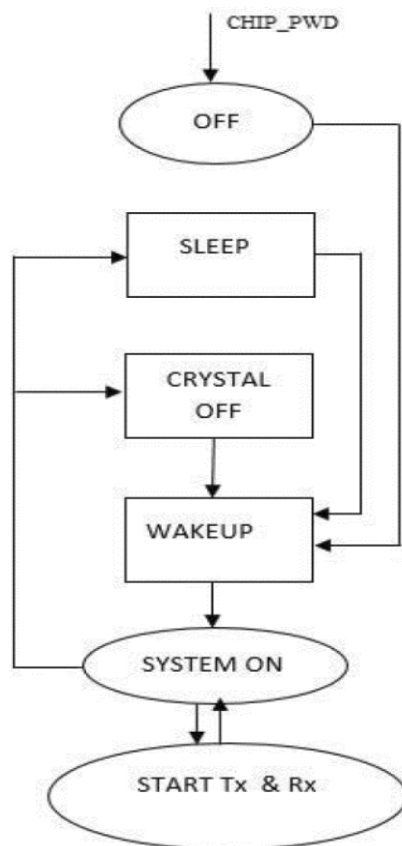 CHIP_PWD
OFF
SLEEP
CRYSTAL
OFF
WAKEUP
SYSTEM ON
START Tx & Rx